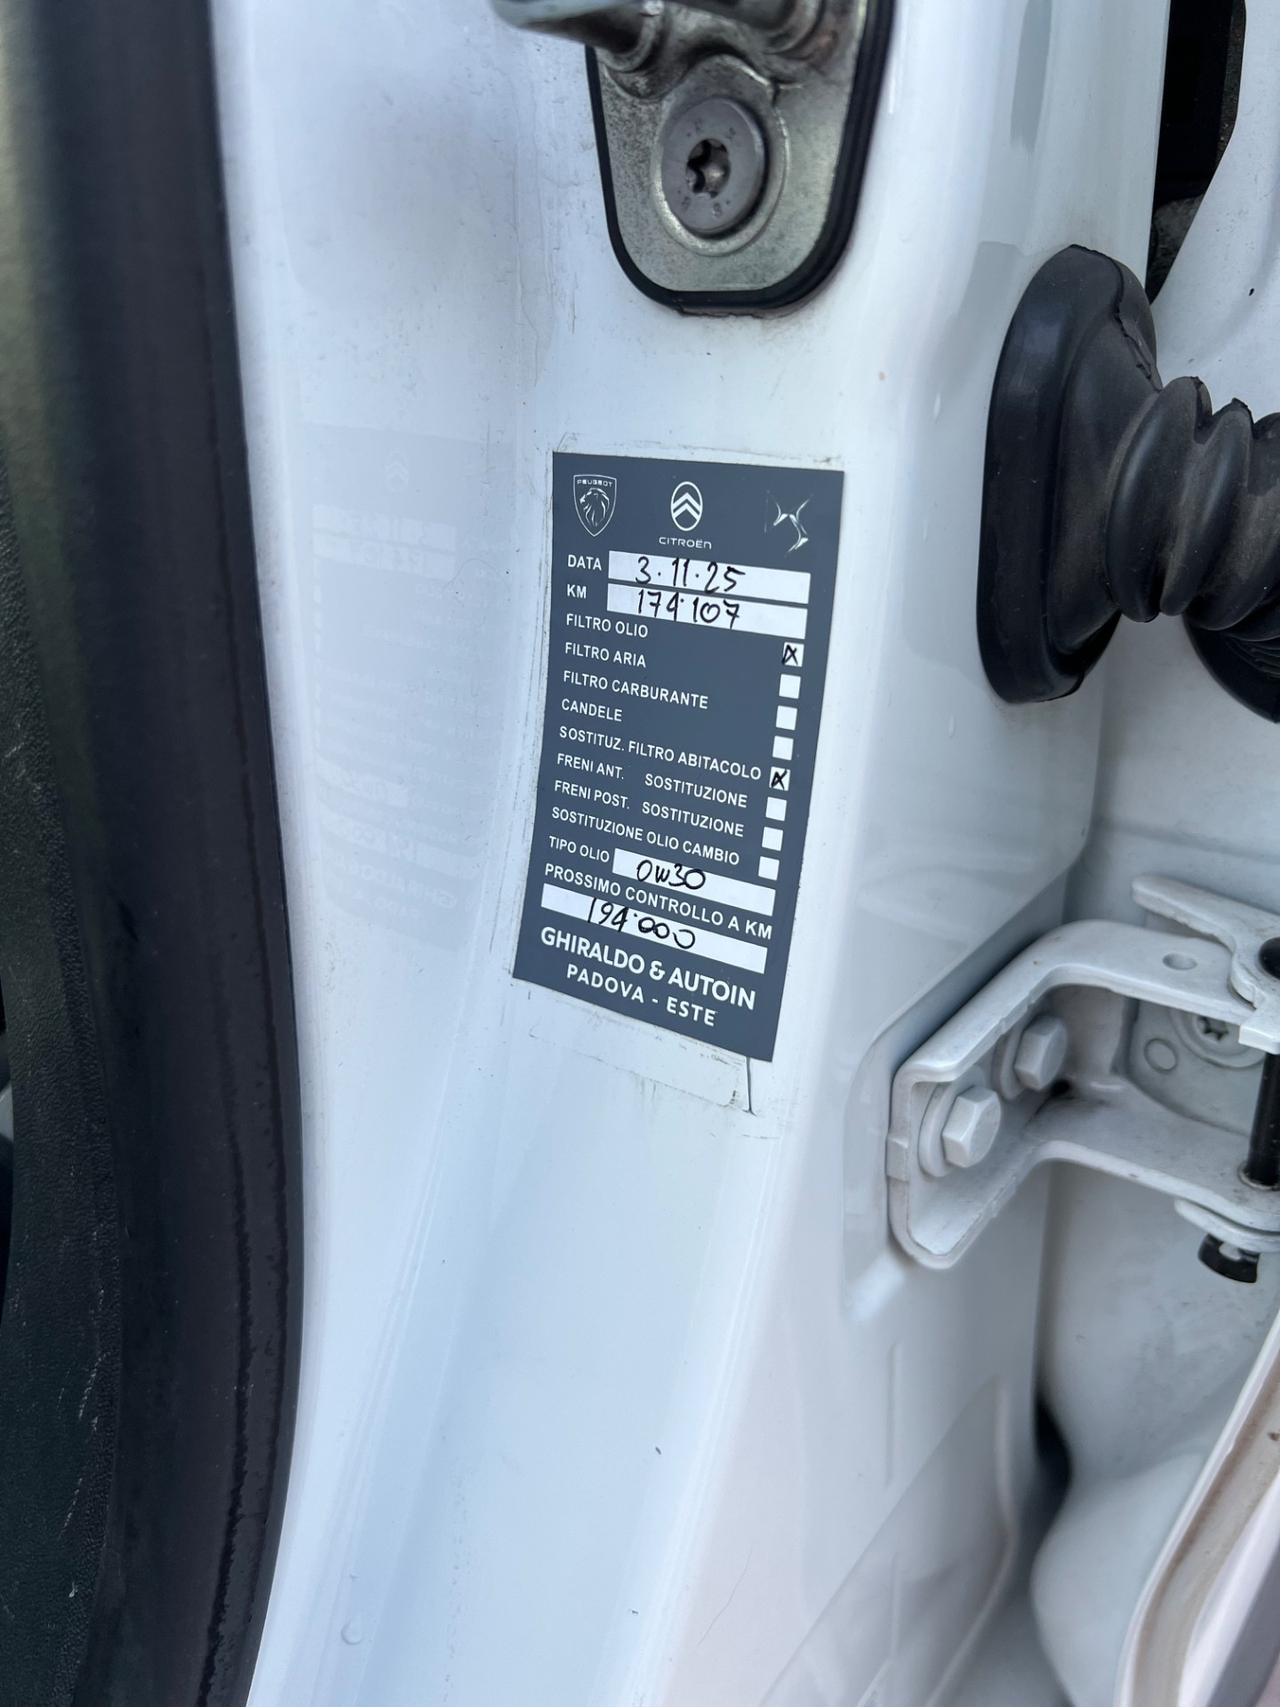 PEUGEOT
CITROËN
DATA 3.11.25
KM 174.107
FILTRO OLIO
FILTRO ARIA
FILTRO CARBURANTE
CANDELE
SOSTITUZ. FILTRO ABITACOLO
FRENI ANT. SOSTITUZIONE
FRENI POST. SOSTITUZIONE
SOSTITUZIONE OLIO CAMBIO
TIPO OLIO 0W30
PROSSIMO CONTROLLO A KM
194.000
GHIRALDO & AUTOIN
PADOVA - ESTE